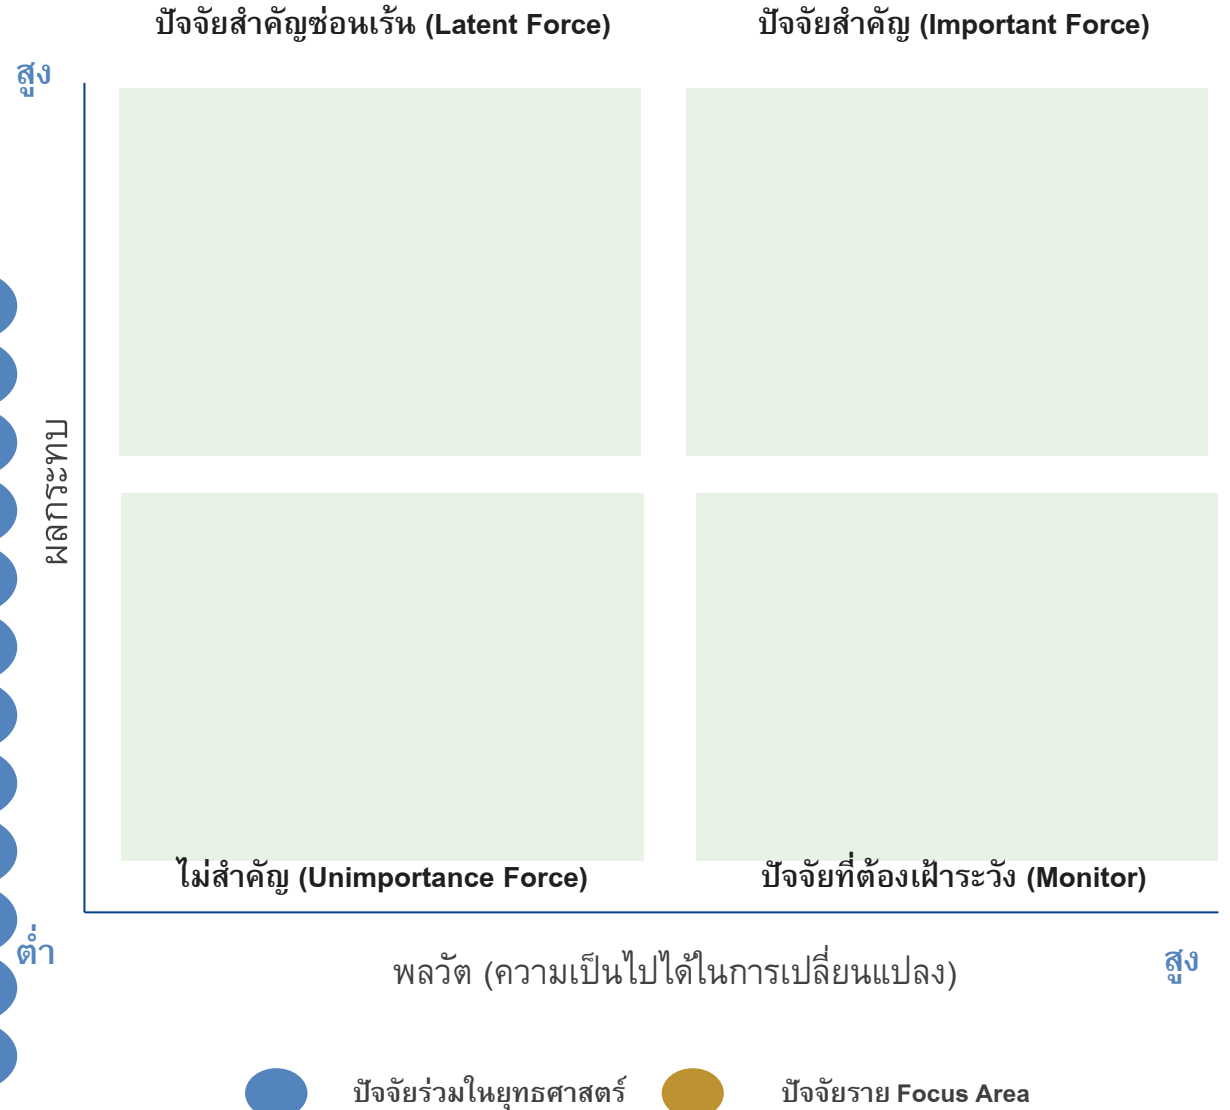 ปัจจัยสำคัญซ่อนเร้น (Latent Force)
ปัจจัยสำคัญ (Important Force)
สูง
ผลกระทบ
ไม่สำคัญ (Unimportance Force)
ปัจจัยที่ต้องเฝ้าระวัง (Monitor)
ต่ำ
พลวัต (ความเป็นไปได้ในการเปลี่ยนแปลง)
สูง
ปัจจัยร่วมในยุทธศาสตร์
ปัจจัยราย Focus Area